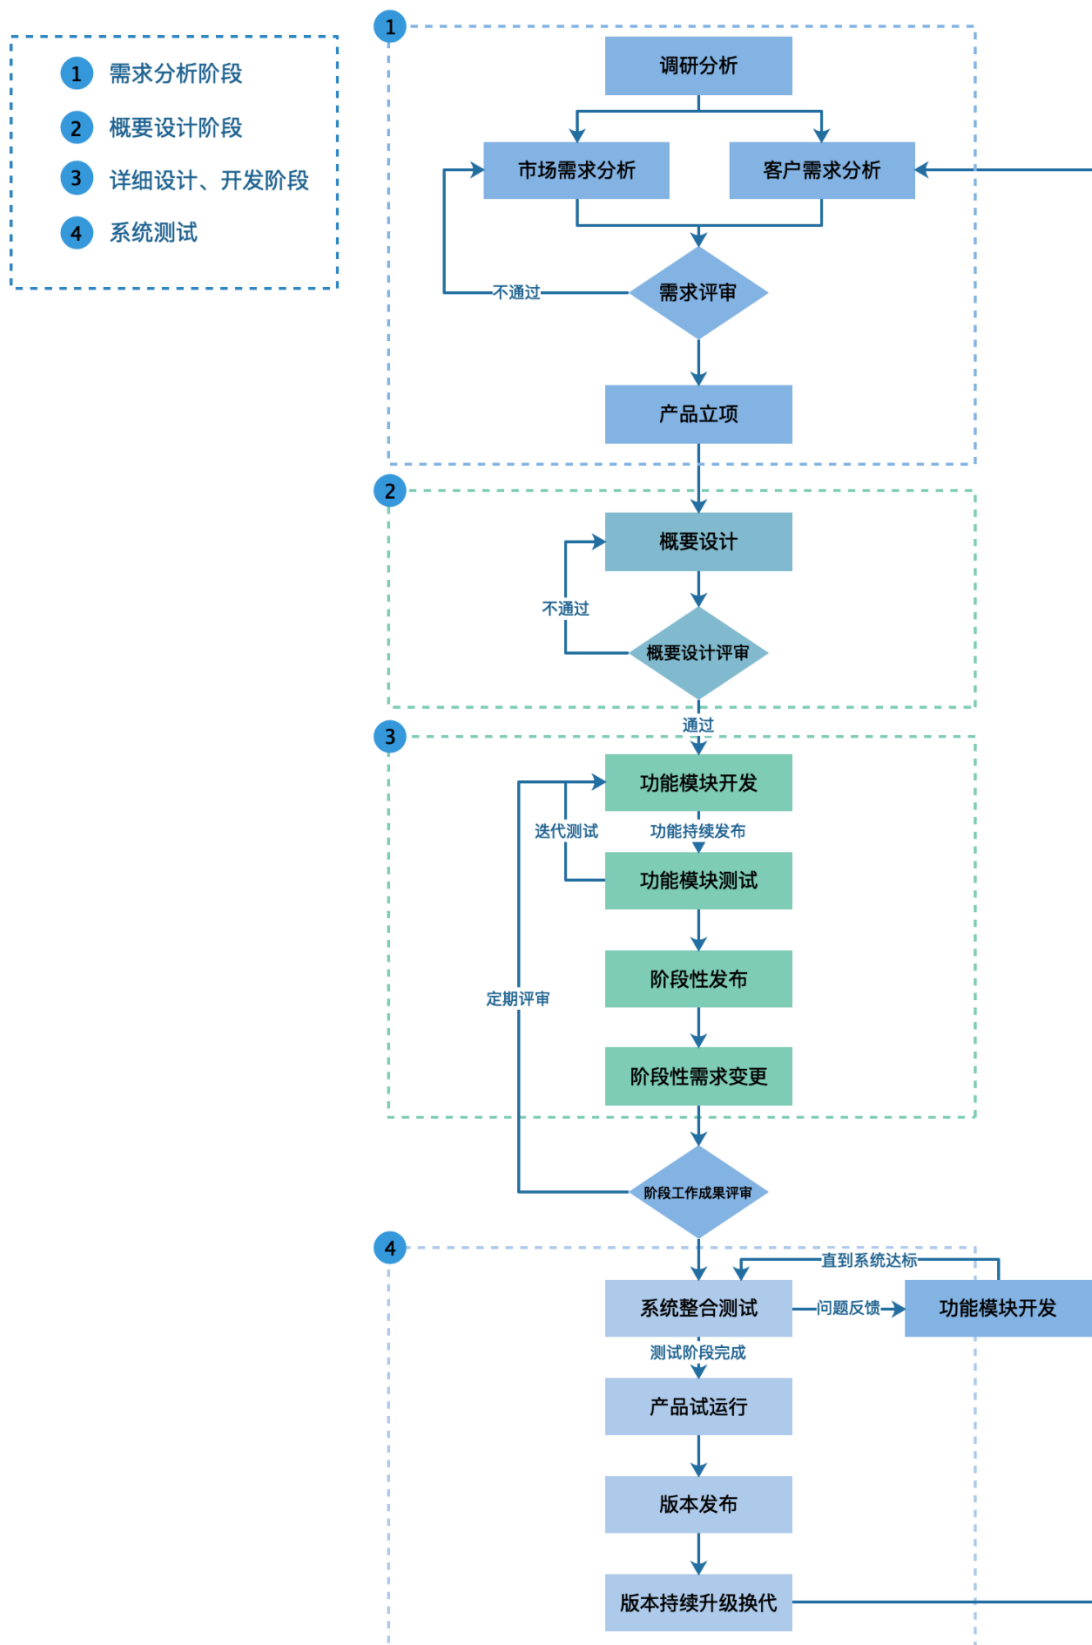 1 需求分析阶段
2 概要设计阶段
3 详细设计、开发阶段
4 系统测试
1
调研分析
市场需求分析
客户需求分析
不通过
需求评审
产品立项
2
概要设计
不通过
概要设计评审
通过
3
功能模块开发
迭代测试
功能持续发布
功能模块测试
阶段性发布
定期评审
阶段性需求变更
阶段工作成果评审
4
直到系统达标
系统整合测试
问题反馈
功能模块开发
测试阶段完成
产品试运行
版本发布
版本持续升级换代